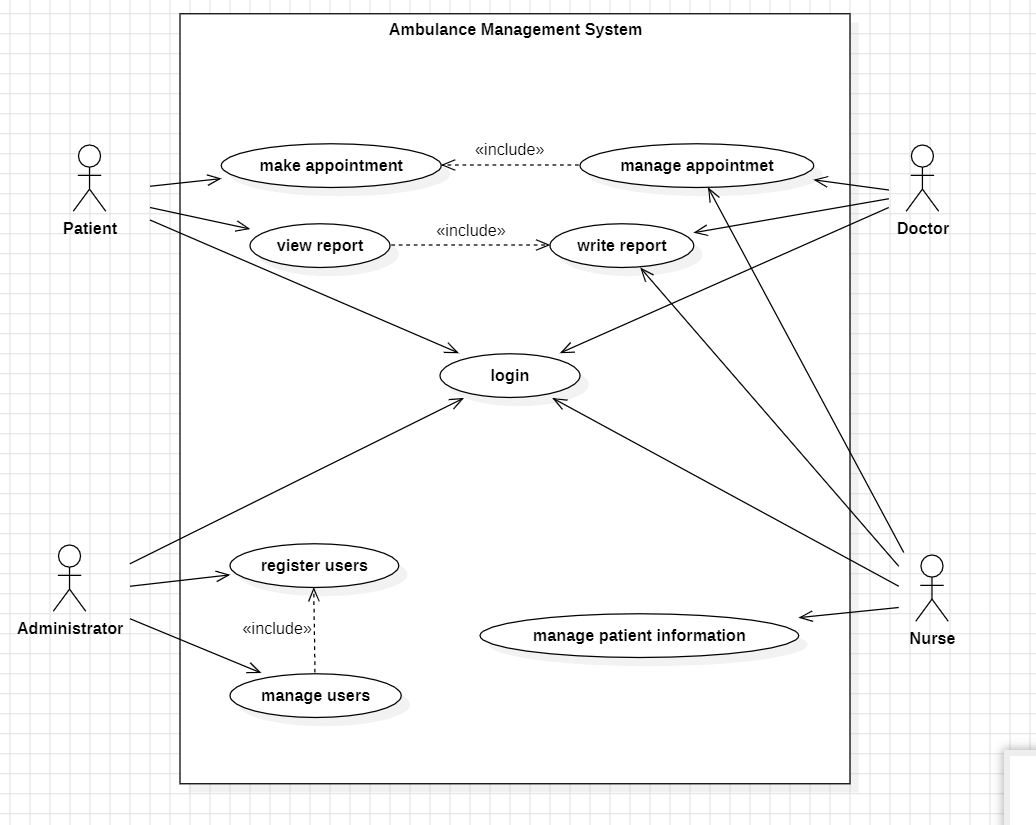 Ambulance Management System
«include»
make appointment
manage appointmet
Patient
Doctor
«include»
view report
write report
login
register users
«include»
Administrator
manage patient information
Nurse
manage users